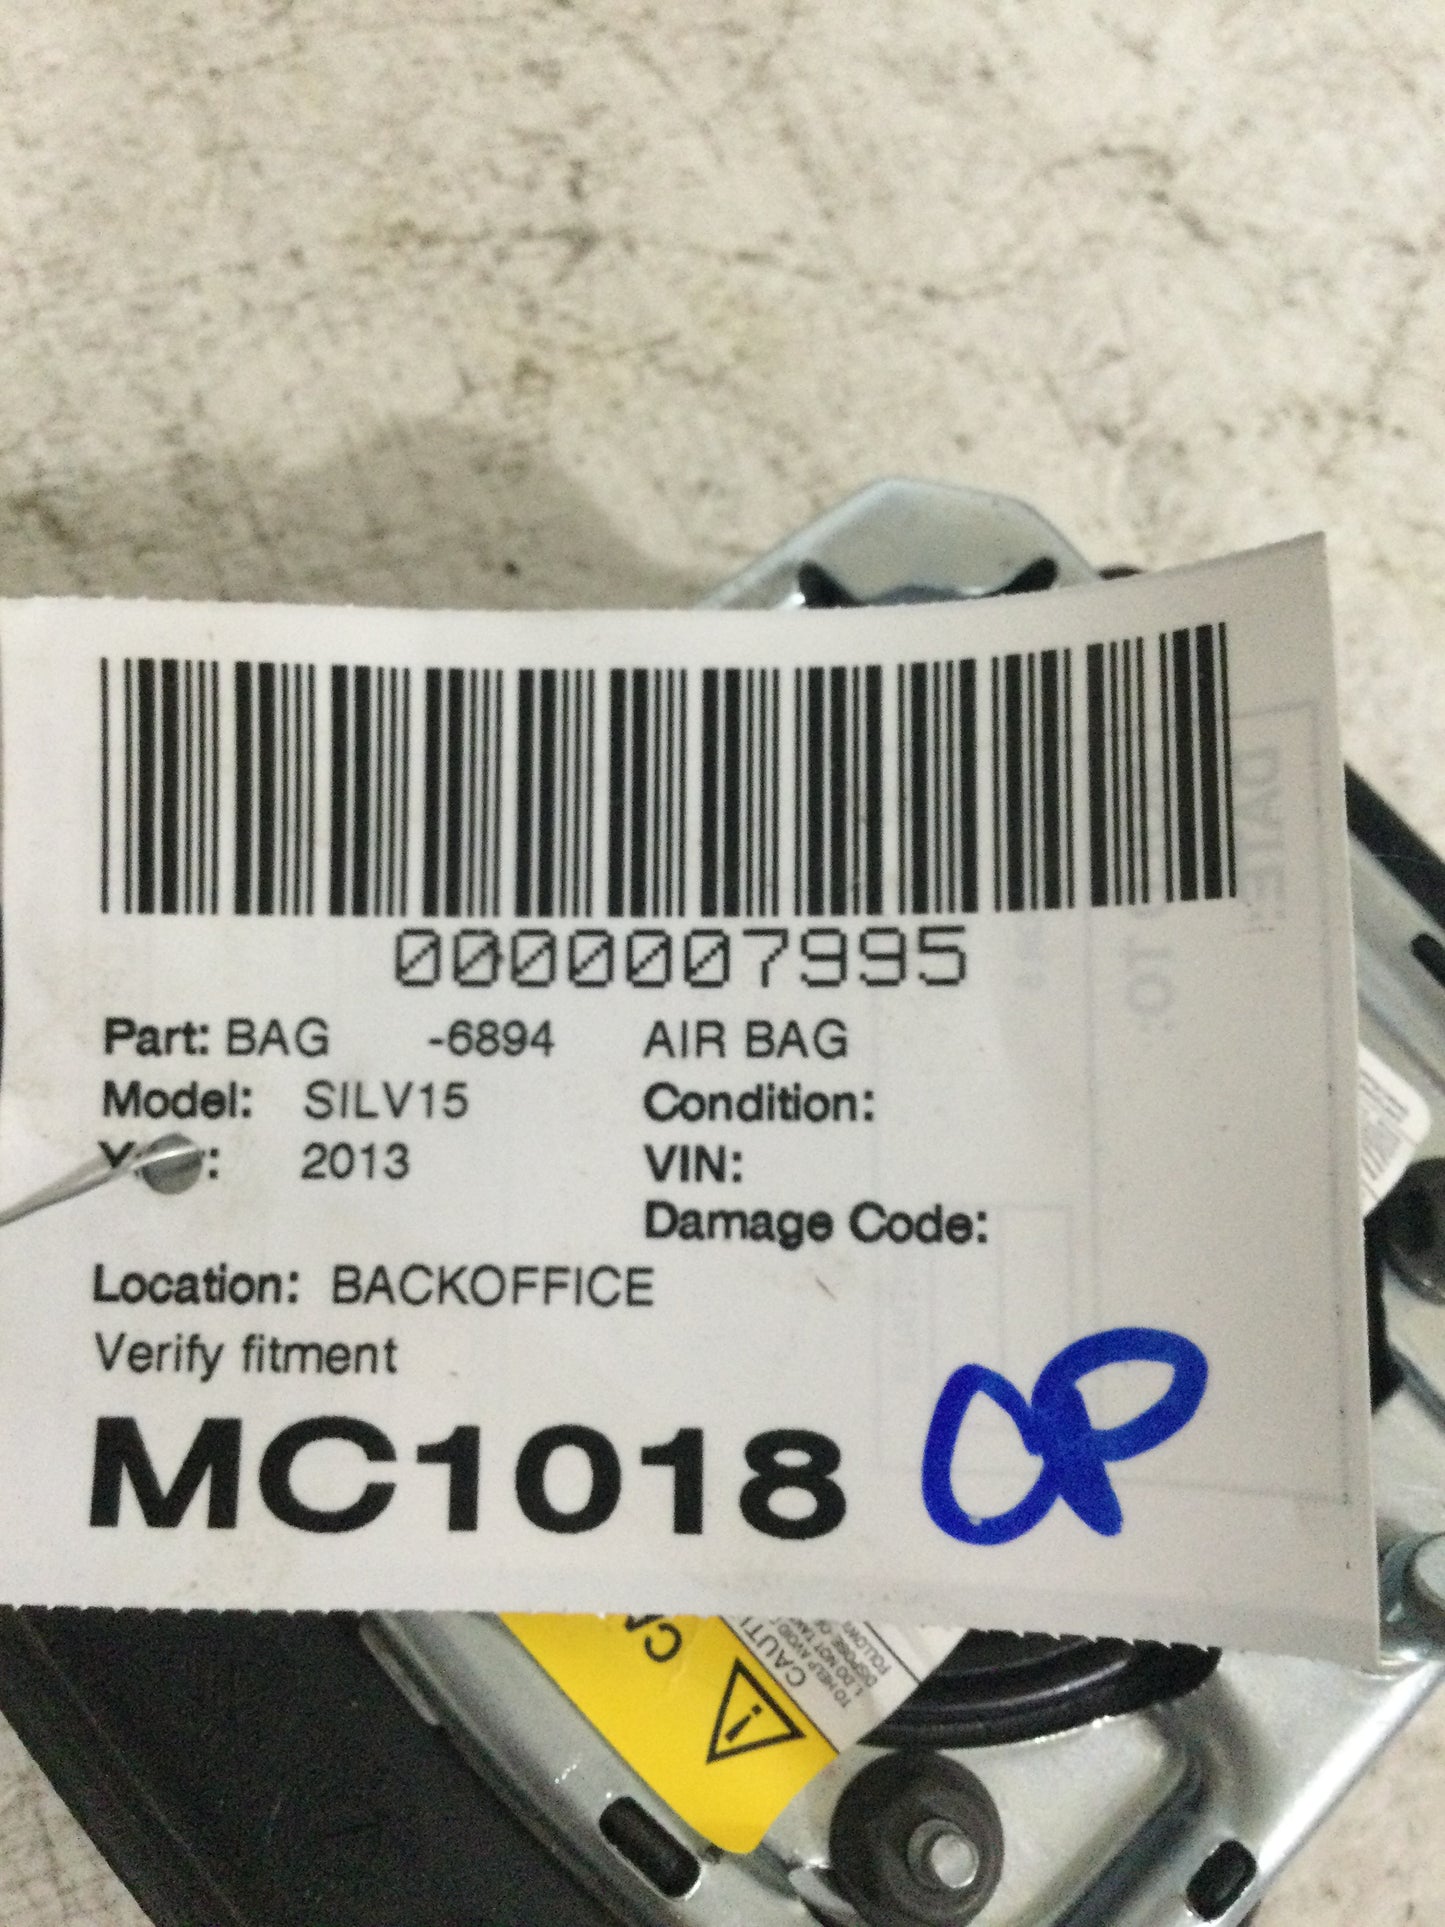 0000007995
Part: BAG -6894 AIR BAG
Model: SILV15 Condition:
2013 VIN:
Damage Code:
Location: BACKOFFICE
Verify fitment
MC1018 OP